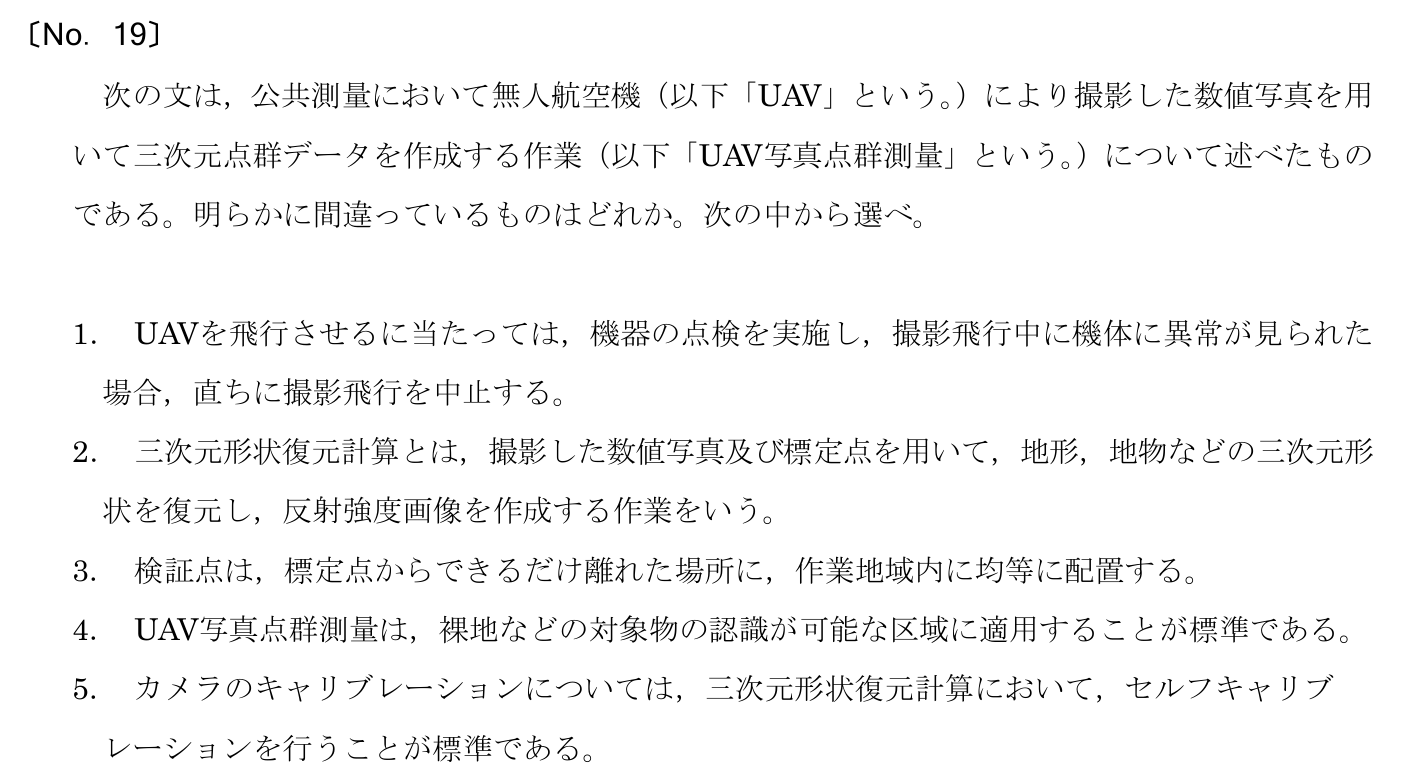 〔No. 19〕
次の文は，公共測量において無人航空機（以下「UAV」という。）により撮影した数値写真を用
いて三次元点群データを作成する作業（以下「UAV写真点群測量」という。）について述べたもの
である。明らかに間違っているものはどれか。次の中から選べ。
1. UAVを飛行させるに当たっては，機器の点検を実施し，撮影飛行中に機体に異常が見られた
場合，直ちに撮影飛行を中止する。
2. 三次元形状復元計算とは，撮影した数値写真及び標定点を用いて，地形，地物などの三次元形
状を復元し，反射強度画像を作成する作業をいう。
3. 検証点は，標定点からできるだけ離れた場所に，作業地域内に均等に配置する。
4. UAV写真点群測量は，裸地などの対象物の認識が可能な区域に適用することが標準である。
5. カメラのキャリブレーションについては，三次元形状復元計算において，セルフキャリブ
レーションを行うことが標準である。